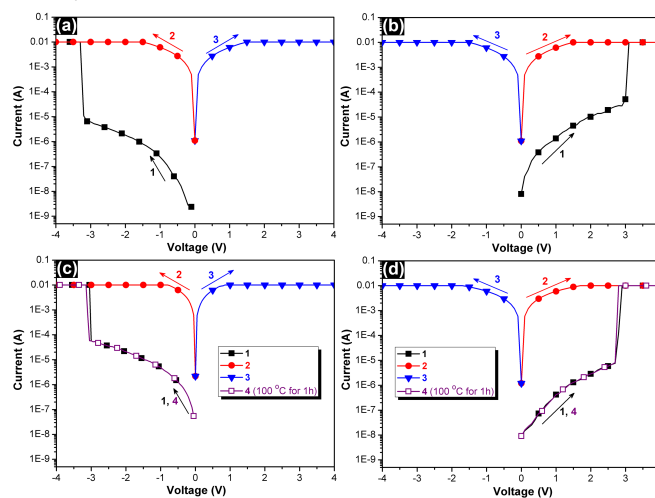 (a)
2
3
1
0.1
0.01
1E-3
1E-4
1E-5
1E-6
1E-7
1E-8
1E-9
Current (A)
-4 -3 -2 -1 0 1 2 3 4
Voltage (V)
(b)
3
2
1
0.1
0.01
1E-3
1E-4
1E-5
1E-6
1E-7
1E-8
1E-9
Current (A)
-4 -3 -2 -1 0 1 2 3
Voltage (V)
(c)
2
3
1
2
3
4 (100 °C for 1h)
1, 4
0.1
0.01
1E-3
1E-4
1E-5
1E-6
1E-7
1E-8
1E-9
Current (A)
-4 -3 -2 -1 0 1 2 3 4
Voltage (V)
(d)
3
2
1
2
3
4 (100 °C for 1h)
1, 4
0.1
0.01
1E-3
1E-4
1E-5
1E-6
1E-7
1E-8
1E-9
Current (A)
-4 -3 -2 -1 0 1 2 3
Voltage (V)